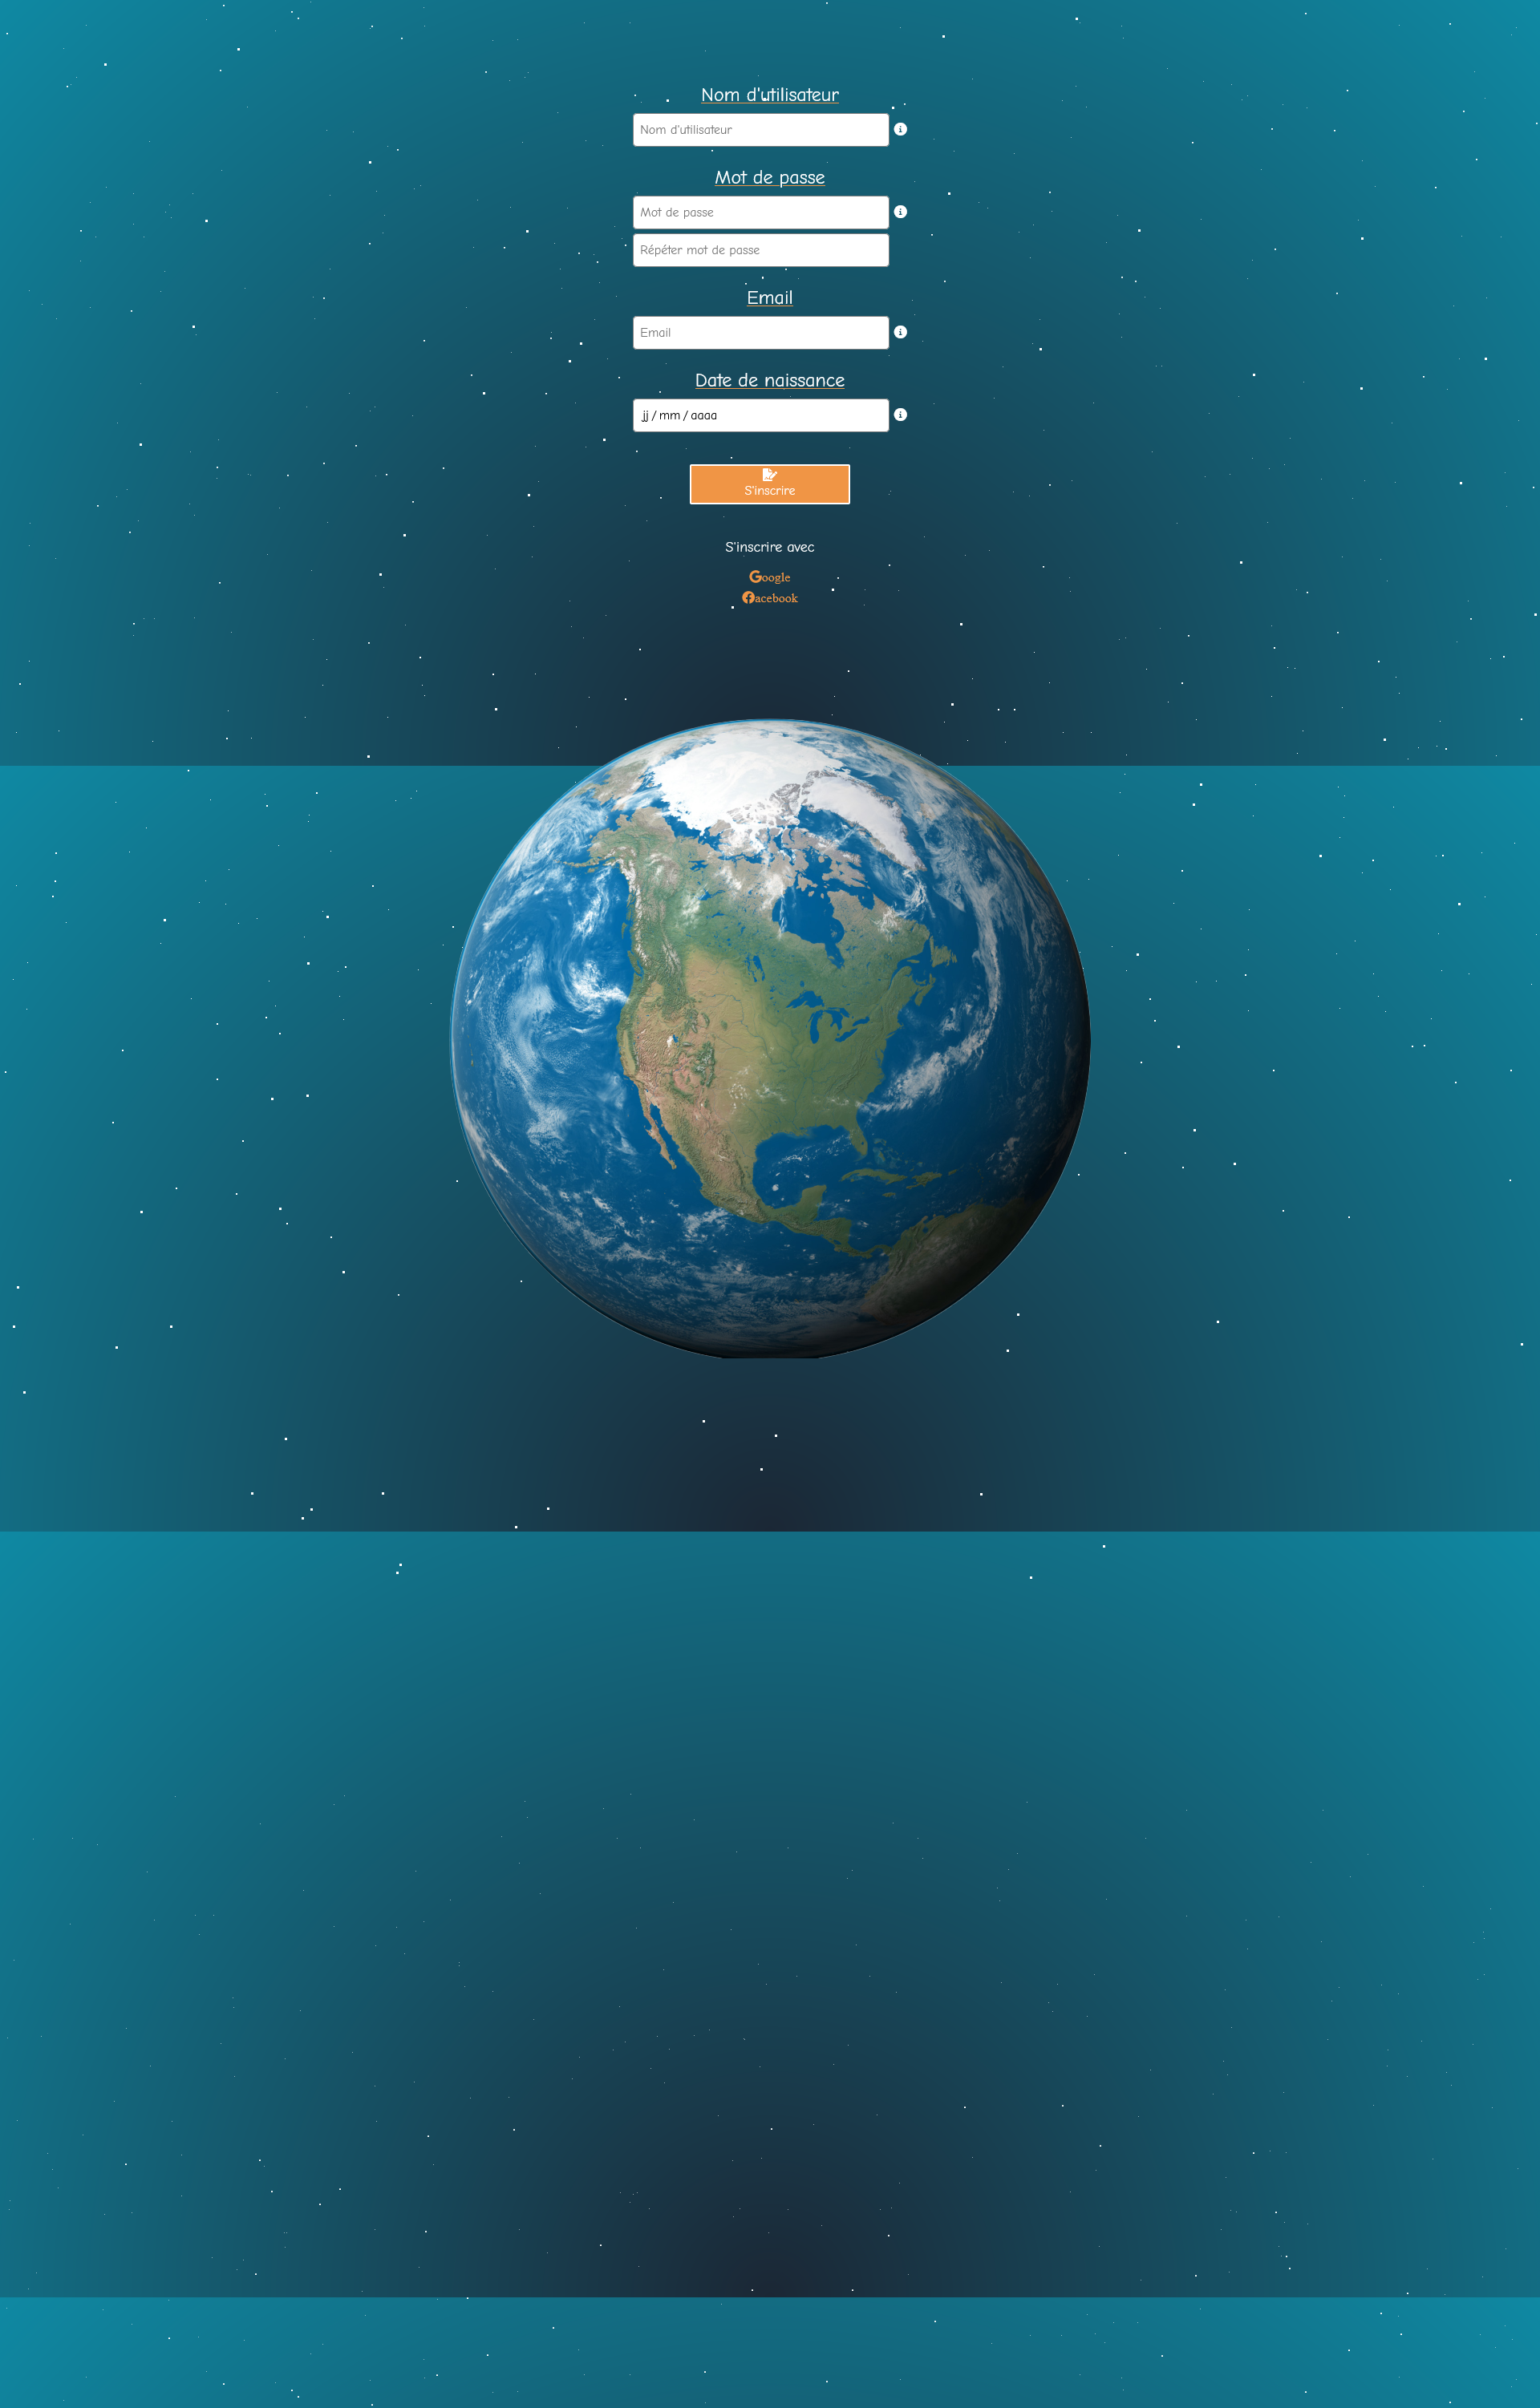 Nom d'utilisateur
Nom d'utilisateur
Mot de passe
Mot de passe
Répéter mot de passe
Email
Email
Date de naissance
jj / mm / aaaa
S'inscrire
S'inscrire avec
Google
Facebook